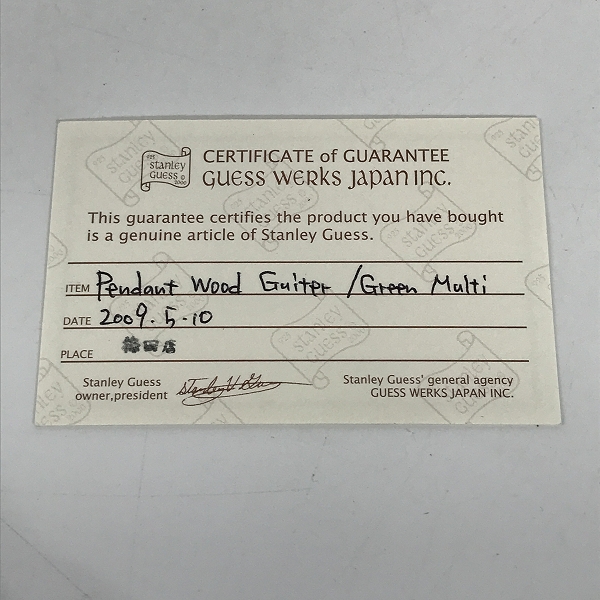 Stanley
GUESS
2000
CERTIFICATE of GUARANTEE
GUESS WERKS JAPAN INC.
This guarantee certifies the product you have bought
is a genuine article of Stanley Guess.
ITEM Pendant Wood Guiter / Green Multi
DATE 2009.5.10
PLACE
Stanley Guess
owner,president
Stanley Guess' general agency
GUESS WERKS JAPAN INC.